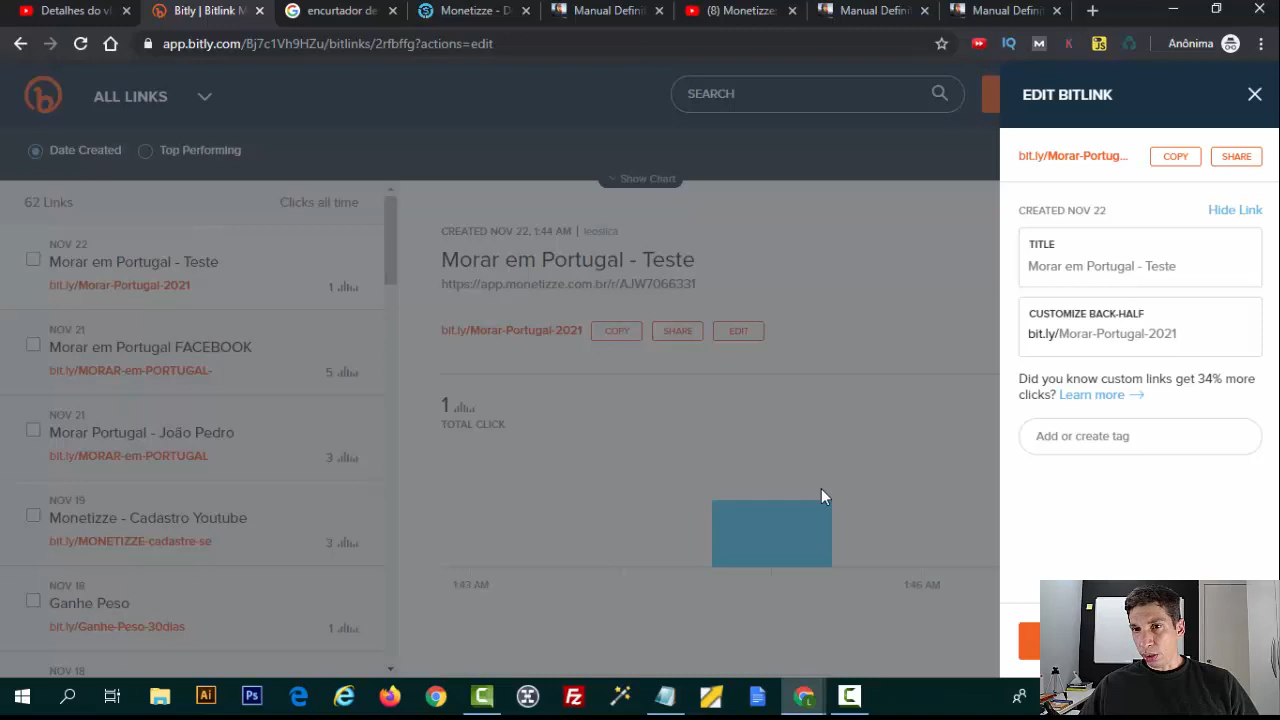 Detalhes do ví
Bitly | Bitlink M
encurtador de
Monetizze - D
Manual Defini
(8) Monetizze:
Manual Defini
Manual Defini
app.bitly.com/Bj7c1Vh9HZu/bitlinks/2rfbffg?actions=edit
Anônima
ALL LINKS
SEARCH
Date Created
Top Performing
Show Chart
62 Links
Clicks all time
NOV 22
Morar em Portugal - Teste
bit.ly/Morar-Portugal-2021
1
NOV 21
Morar em Portugal FACEBOOK
bit.ly/MORAR-em-PORTUGAL-
5
NOV 21
Morar Portugal - João Pedro
bit.ly/MORAR-em-PORTUGAL
3
NOV 19
Monetizze - Cadastro Youtube
bit.ly/MONETIZZE-cadastre-se
3
NOV 18
Ganhe Peso
bit.ly/Ganhe-Peso-30dias
1
NOV 18
CREATED NOV 22, 1:44 AM | leosilca
Morar em Portugal - Teste
https://app.monetizze.com.br/r/AJW7066331
bit.ly/Morar-Portugal-2021 COPY SHARE EDIT
1
TOTAL CLICK
1:43 AM
1:46 AM
EDIT BITLINK
bit.ly/Morar-Portug... COPY SHARE
CREATED NOV 22 Hide Link
TITLE
Morar em Portugal - Teste
CUSTOMIZE BACK-HALF
bit.ly/Morar-Portugal-2021
Did you know custom links get 34% more
clicks? Learn more
Add or create tag